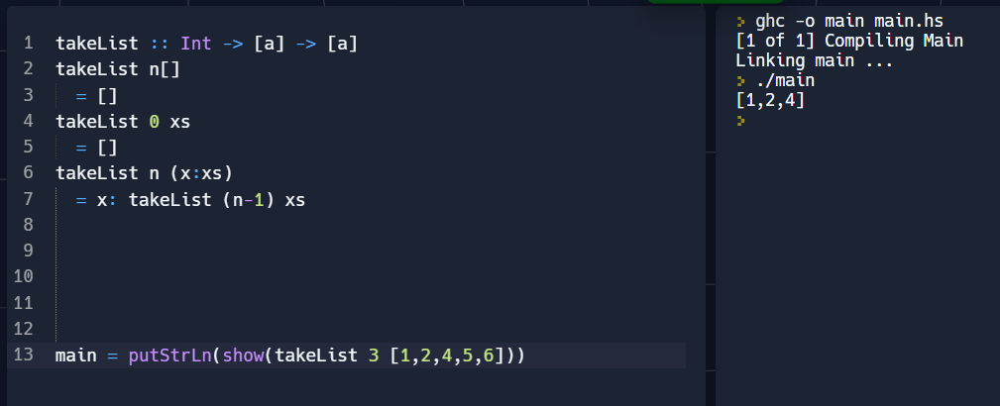 1 takeList :: Int -> [a] -> [a]
2 takeList n[]
3 = []
4 takeList 0 xs
5 = []
6 takeList n (x:xs)
7 = x: takeList (n-1) xs
8
9
10
11
12
13 main = putStrLn(show(takeList 3 [1,2,4,5,6]))
> ghc -o main main.hs
[1 of 1] Compiling Main
Linking main ...
> ./main
[1,2,4]
>